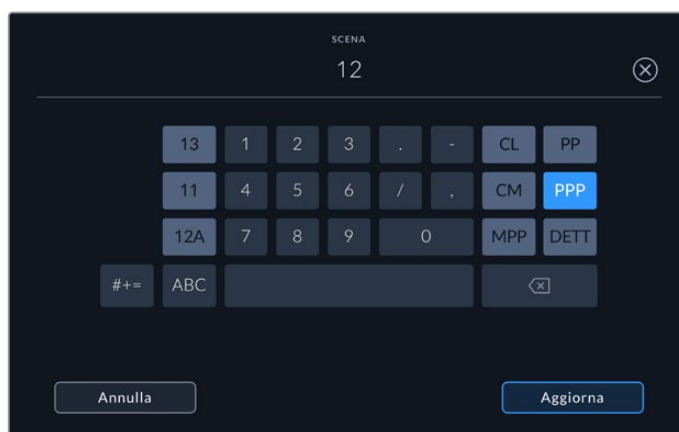 SCENA
12
13 1 2 3 . - CL PP
11 4 5 6 / , CM PPP
12A 7 8 9 0 MPP DETT
#+= ABC
Annulla Aggiorna